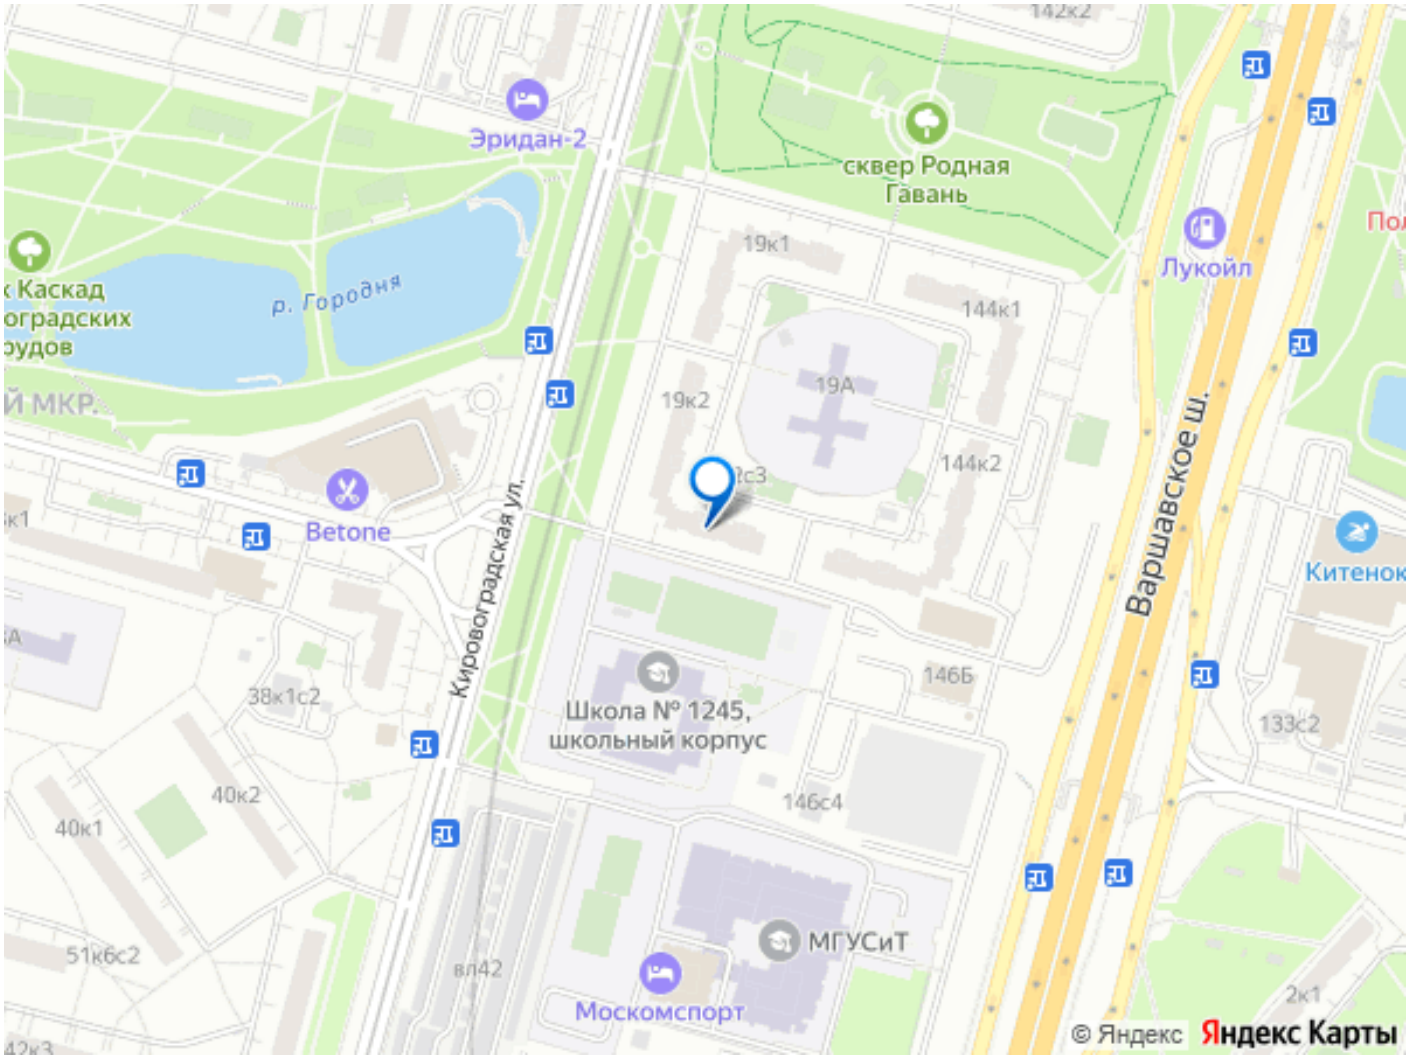 142к2
Эридан-2
сквер Родная
Гавань
Лукойл
19к1
р. Городня
Каскад
144к1
19А
19к2
Й МКР.
144к2
Betone
Варшавское ш.
Китенок
Кировоградская ул.
146Б
Школа № 1245,
школьный корпус
38к1с2
133с2
40к2
146с4
40к1
МГУСиТ
51к6с2
вл42
Москомспорт
2к1
42к3
© Яндекс Яндекс Карты